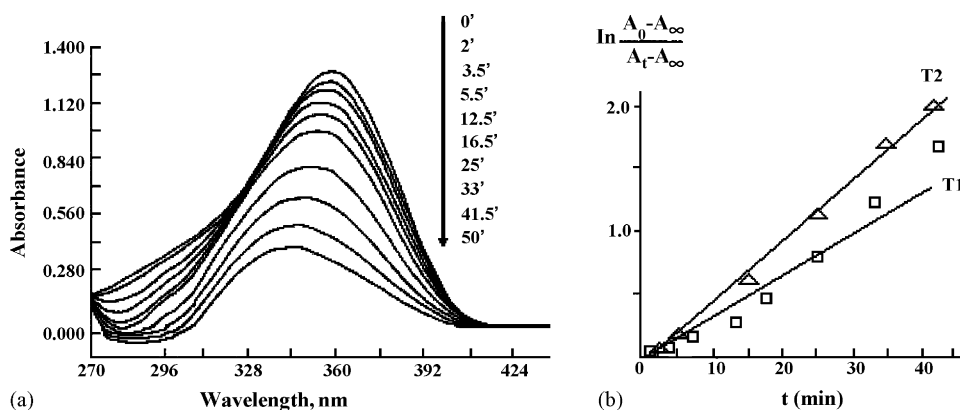 1.400
1.120
0.840
0.560
0.280
0.000
Absorbance
270 296 328 360 392 424
Wavelength, nm
(a)
0'
2'
3.5'
5.5'
12.5'
16.5'
25'
33'
41.5'
50'
In A₀-A∞
Aₜ-A∞
T2
2.0
T1
1.0
0 10 20 30 40
t (min)
(b)